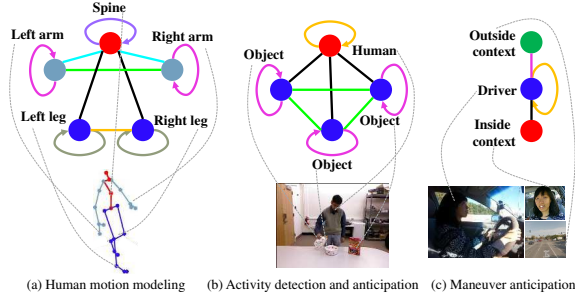 Spine
Left arm
Right arm
Left leg
Right leg
(a) Human motion modeling
Object
Human
Object
Object
(b) Activity detection and anticipation
Outside
context
Driver
Inside
context
(c) Maneuver anticipation